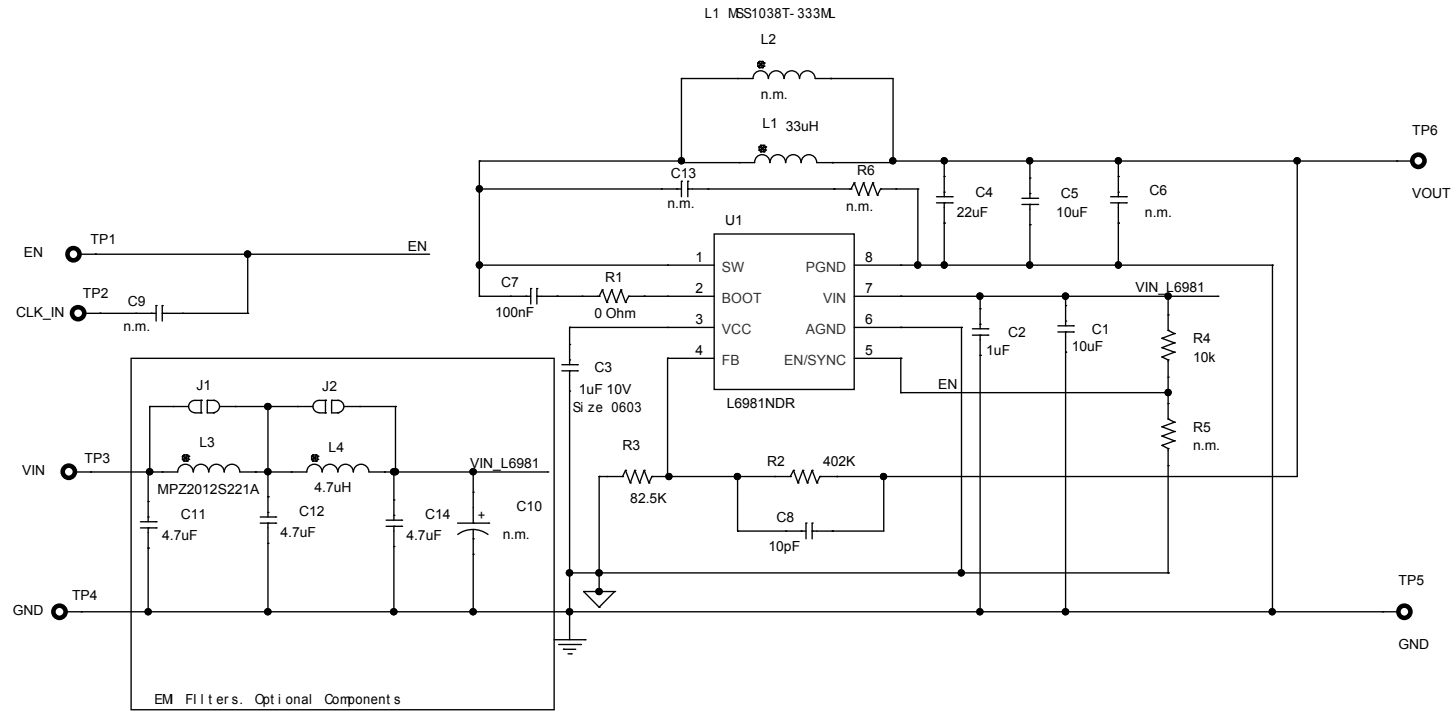 L1 MSS1038T-333ML
L2
n.m.
L1 33uH
TP6
VOUT
C13
n.m.
R6
n.m.
C4
22uF
C5
10uF
C6
n.m.
U1
EN
TP1
EN
TP2
CLK_IN
C9
n.m.
C7
100nF
R1
0 Ohm
1
SW
PGND
8
2
BOOT
VIN
7
3
VCC
AGND
6
4
FB
EN/SYNC
5
L6981NDR
VIN_L6981
C2
1uF
C1
10uF
R4
10k
EN
R5
n.m.
C3
1uF 10V
Size 0603
J1
J2
L3
MPZ2012S221A
L4
4.7uH
VIN
TP3
VIN_L6981
C11
4.7uF
C12
4.7uF
C14
4.7uF
+
C10
n.m.
R3
82.5K
R2
402K
C8
10pF
GND
TP4
TP5
GND
EMI FIlters. Optional Components